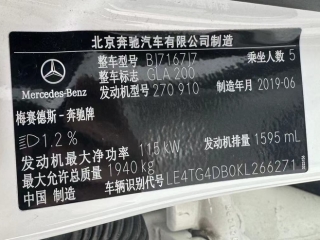 北京奔驰汽车有限公司制造
整车型号 BJ7167J7 乘坐人数 5
整车标志 GLA 200
发动机型号 270 910 制造年月 2019-06
Mercedes-Benz
梅赛德斯-奔驰牌
1.2 % 发动机排量 1595 mL
发动机最大净功率 115 kW
最大允许总质量 1940 kg
中国 制造 车辆识别代号 LE4TG4DB0KL266271